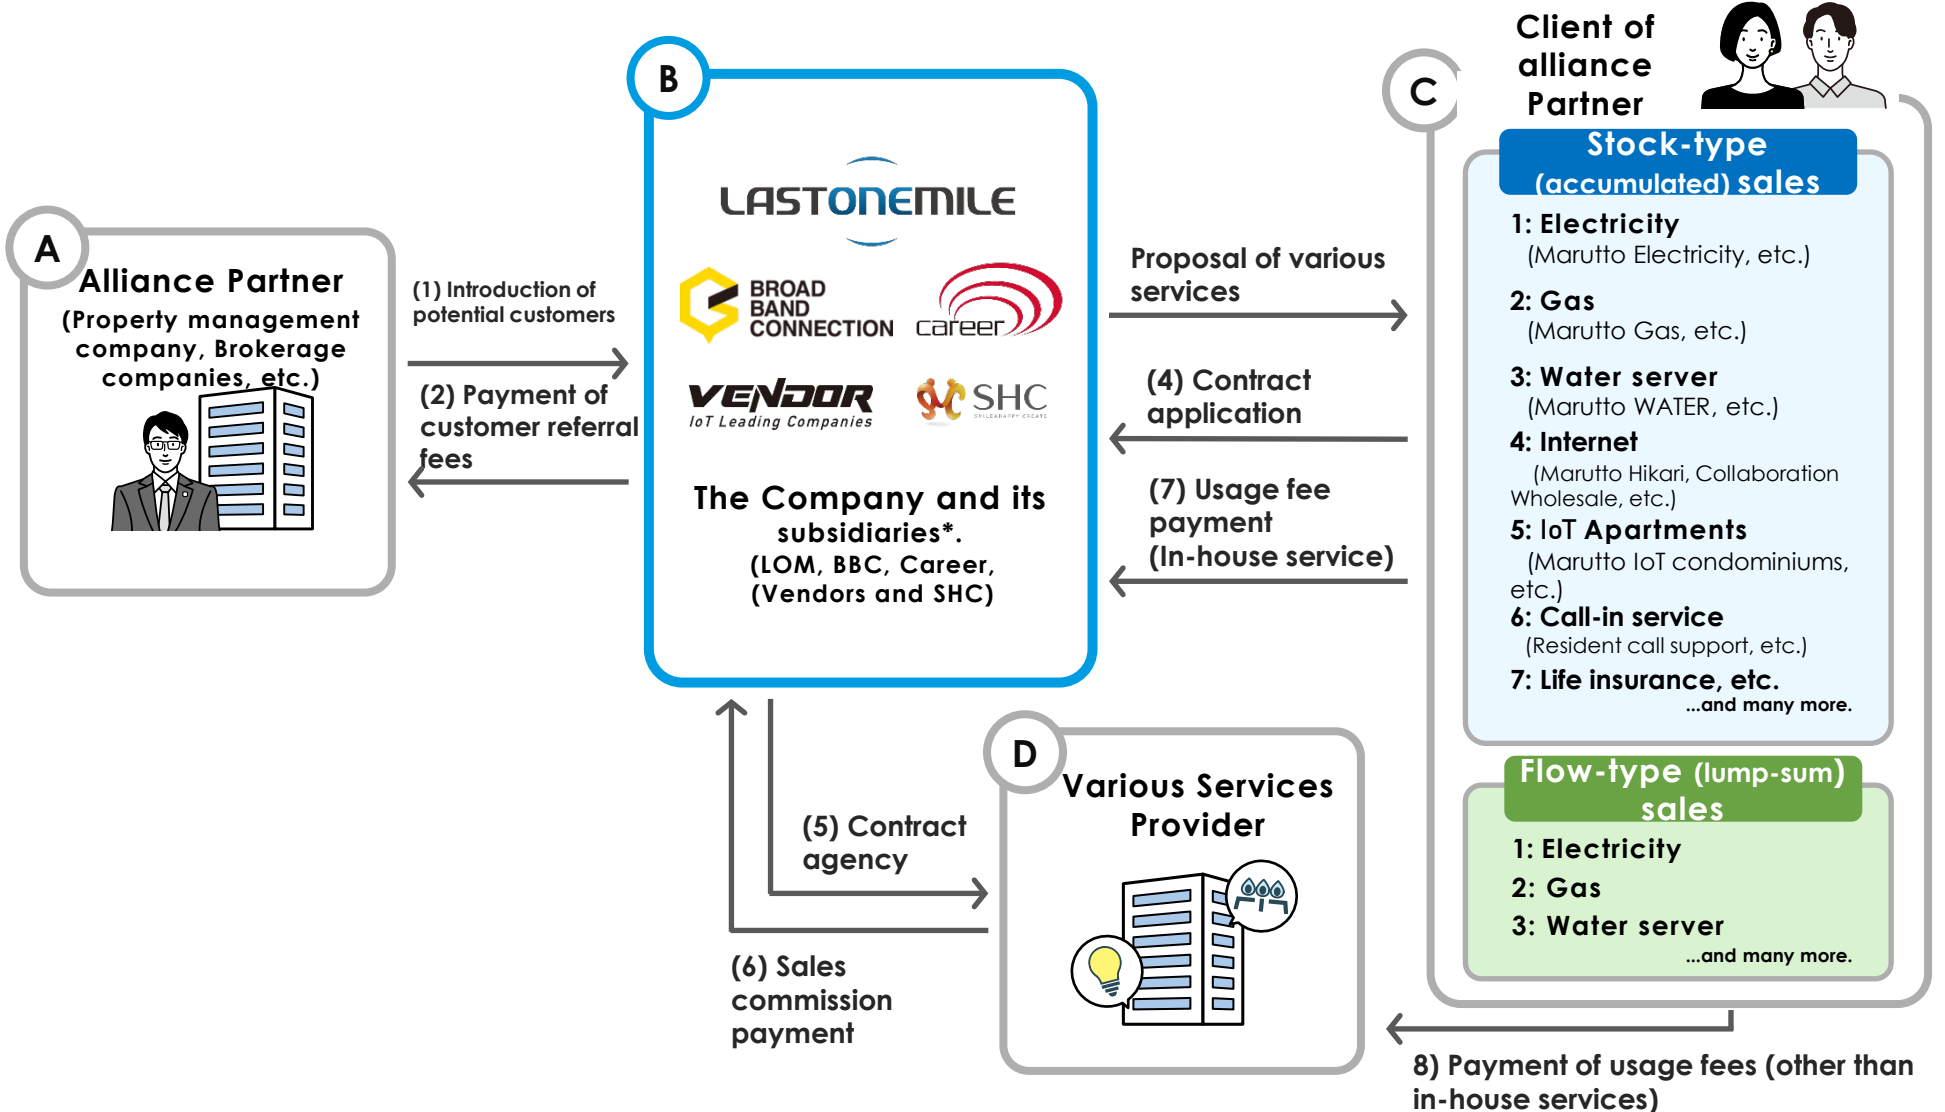 A
Alliance Partner
(Property management
company, Brokerage
companies, etc.)
(1) Introduction of
potential customers
(2) Payment of
customer referral
fees
B
LASTONEMILE
BROAD
BAND
CONNECTION
career
VENDOR
IoT Leading Companies
SHC
SMILE&HAPPY CREATE
The Company and its
subsidiaries*.
(LOM, BBC, Career,
(Vendors and SHC)
Proposal of various
services
(4) Contract
application
(7) Usage fee
payment
(In-house service)
(5) Contract
agency
(6) Sales
commission
payment
D
Various Services
Provider
C
Client of
alliance
Partner
Stock-type
(accumulated) sales
1: Electricity
(Marutto Electricity, etc.)
2: Gas
(Marutto Gas, etc.)
3: Water server
(Marutto WATER, etc.)
4: Internet
(Marutto Hikari, Collaboration
Wholesale, etc.)
5: IoT Apartments
(Marutto IoT condominiums,
etc.)
6: Call-in service
(Resident call support, etc.)
7: Life insurance, etc.
...and many more.
Flow-type (lump-sum)
sales
1: Electricity
2: Gas
3: Water server
...and many more.
8) Payment of usage fees (other than
in-house services)